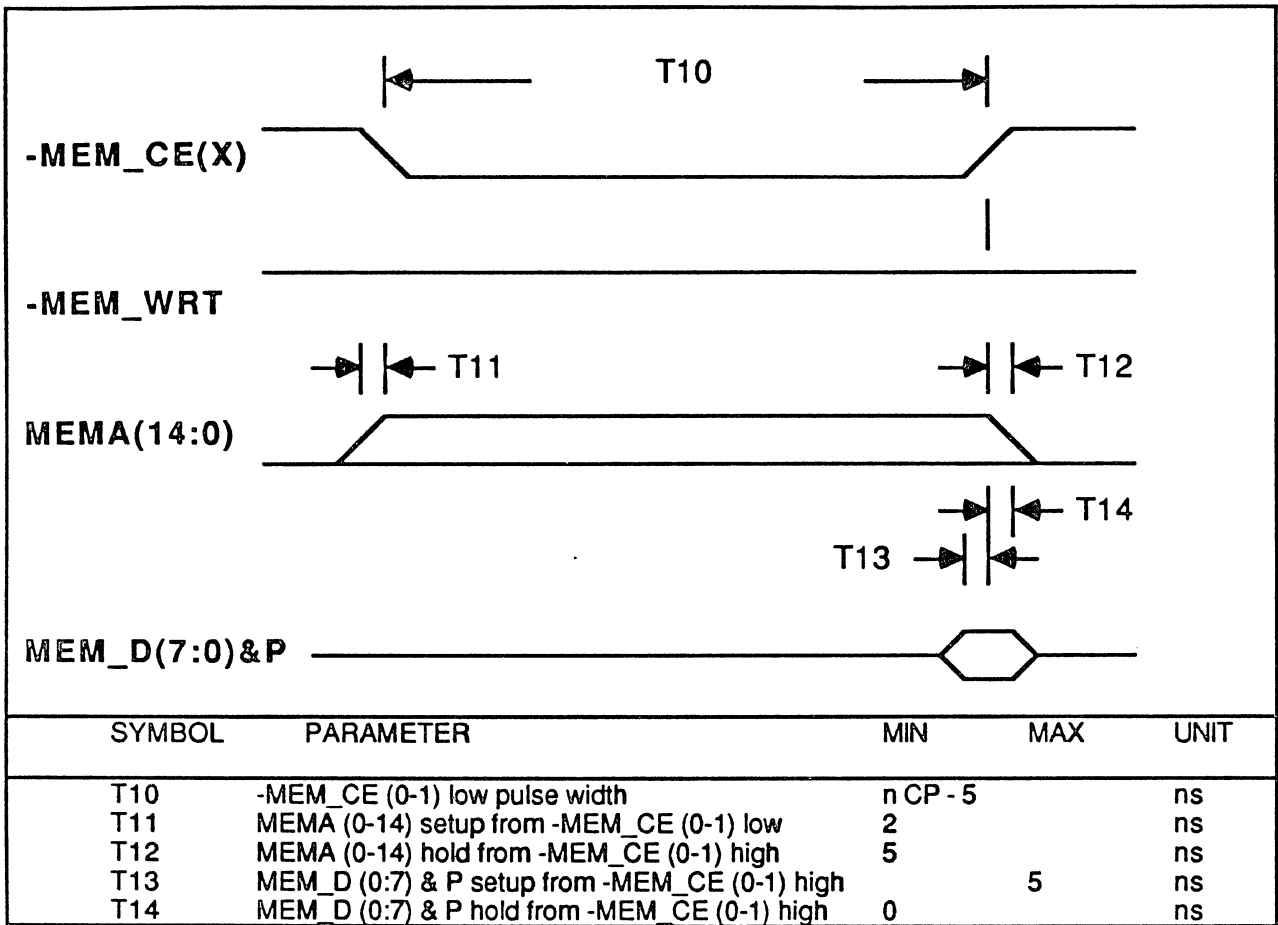 T10
-MEM_CE(X)
-MEM_WRT
T11
T12
MEMA(14:0)
T14
T13
MEM_D(7:0)&P
SYMBOL PARAMETER MIN MAX UNIT
T10 -MEM_CE (0-1) low pulse width n CP - 5 ns
T11 MEMA (0-14) setup from -MEM_CE (0-1) low 2 ns
T12 MEMA (0-14) hold from -MEM_CE (0-1) high 5 ns
T13 MEM_D (0:7) & P setup from -MEM_CE (0-1) high 5 ns
T14 MEM_D (0:7) & P hold from -MEM_CE (0-1) high 0 ns